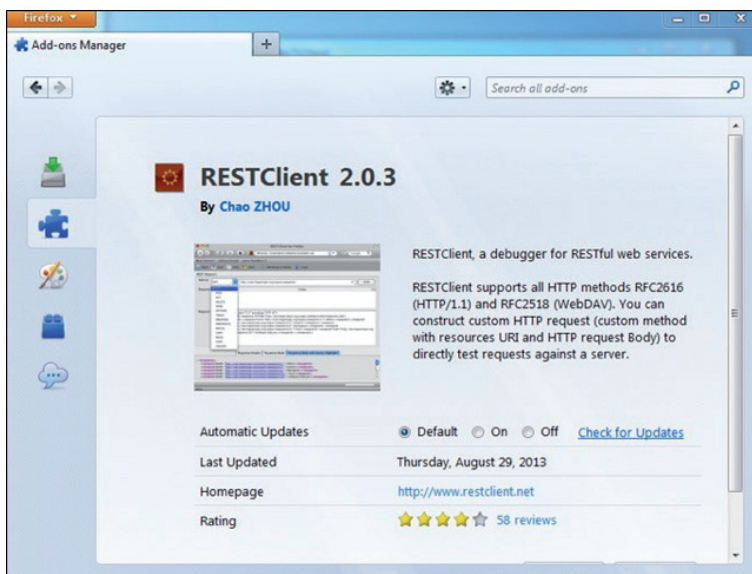 Firefox
Add-ons Manager
Search all add-ons
RESTClient 2.0.3
By Chao ZHOU
RESTClient, a debugger for RESTful web services.
RESTClient supports all HTTP methods RFC2616
(HTTP/1.1) and RFC2518 (WebDAV). You can
construct custom HTTP request (custom method
with resources URI and HTTP request Body) to
directly test requests against a server.
Automatic Updates Default On Off Check for Updates
Last Updated Thursday, August 29, 2013
Homepage http://www.restclient.net
Rating 58 reviews